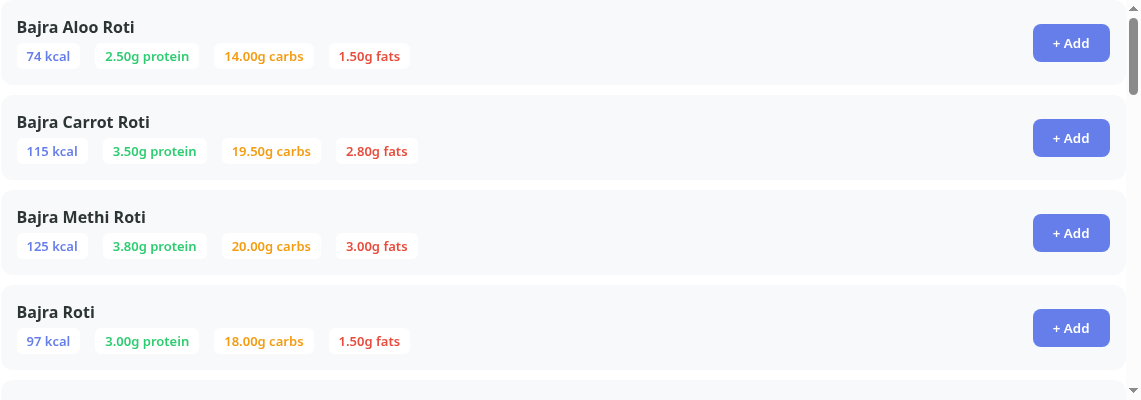 Bajra Aloo Roti
74 kcal 2.50g protein 14.00g carbs 1.50g fats
+ Add
Bajra Carrot Roti
115 kcal 3.50g protein 19.50g carbs 2.80g fats
+ Add
Bajra Methi Roti
125 kcal 3.80g protein 20.00g carbs 3.00g fats
+ Add
Bajra Roti
97 kcal 3.00g protein 18.00g carbs 1.50g fats
+ Add